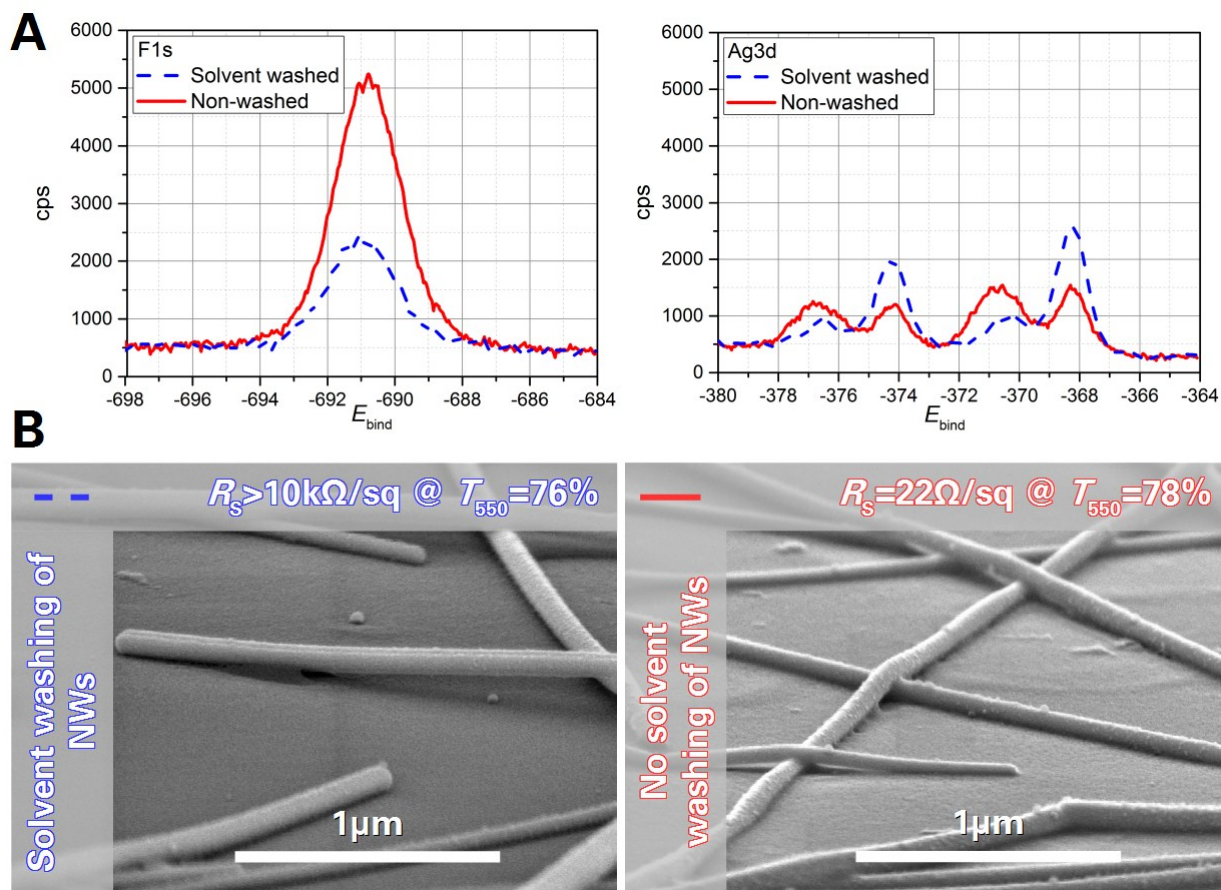 A
F1s
Solvent washed
Non-washed
cps
6000
5000
4000
3000
2000
1000
0
-698 -696 -694 -692 -690 -688 -686 -684
Ebind
Ag3d
Solvent washed
Non-washed
cps
6000
5000
4000
3000
2000
1000
0
-380 -378 -376 -374 -372 -370 -368 -366 -364
Ebind
B
RS>10kΩ/sq @ T550=76%
Solvent washing of
NWs
1µm
RS=22Ω/sq @ T550=78%
No solvent
washing of NWs
1µm